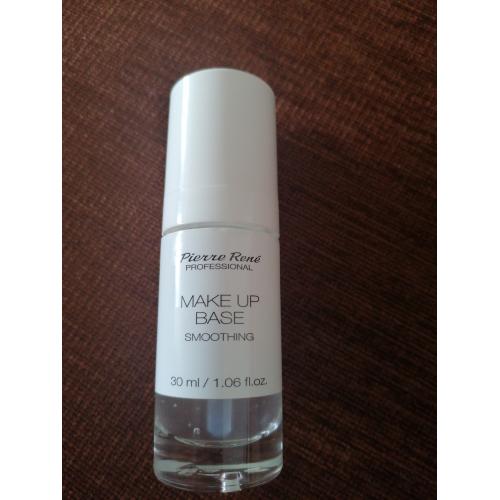 Pierre René
PROFESSIONAL
MAKE UP
BASE
SMOOTHING
30 ml / 1.06 fl.oz.